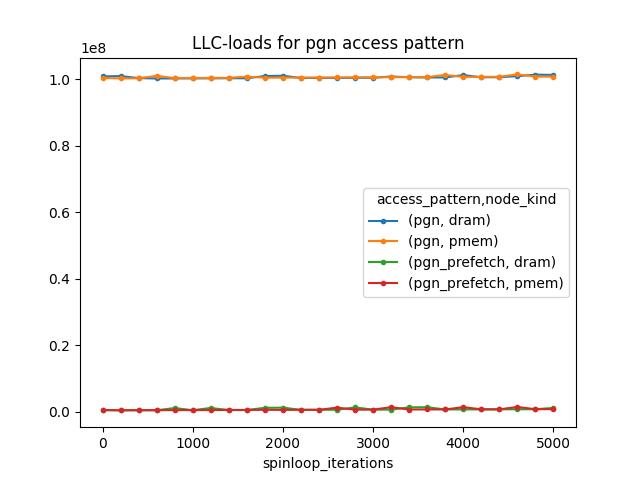 LLC-loads for pgn access pattern
1e8
1.0
0.8
0.6
0.4
0.2
0.0
access_pattern,node_kind
(pgn, dram)
(pgn, pmem)
(pgn_prefetch, dram)
(pgn_prefetch, pmem)
0 1000 2000 3000 4000 5000
spinloop_iterations